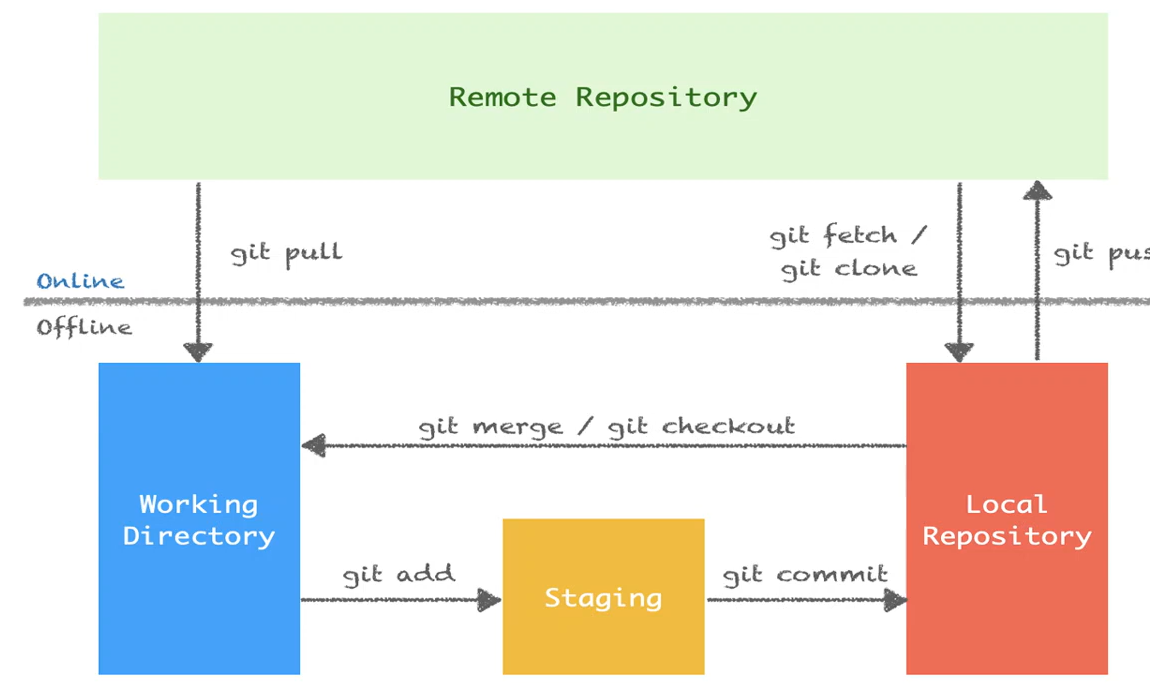 Remote Repository
git pull
git fetch /
git clone
git pus
Online
Offline
git merge / git checkout
Working
Directory
Local
Repository
git add
Staging
git commit